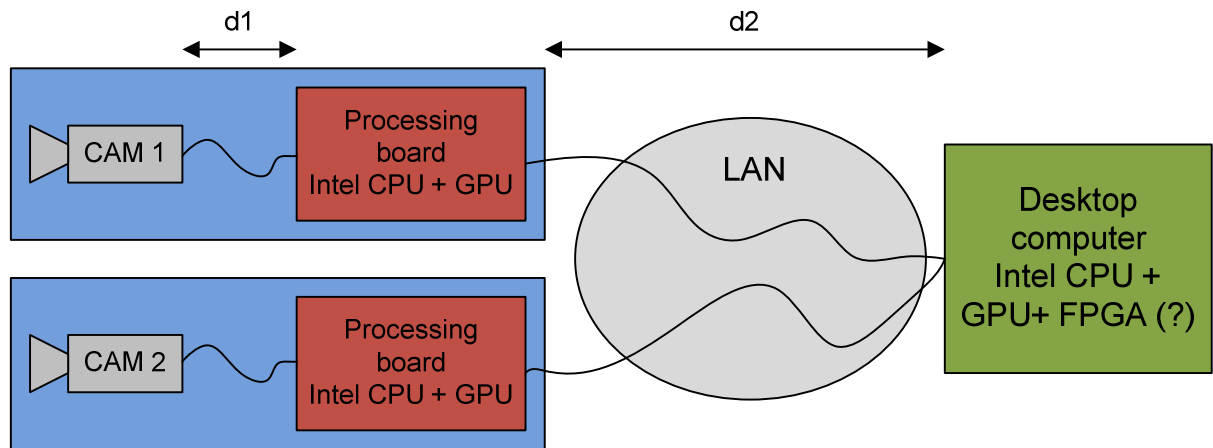 d1
d2
CAM 1
Processing
board
Intel CPU + GPU
LAN
Desktop
computer
Intel CPU +
GPU+ FPGA (?)
CAM 2
Processing
board
Intel CPU + GPU